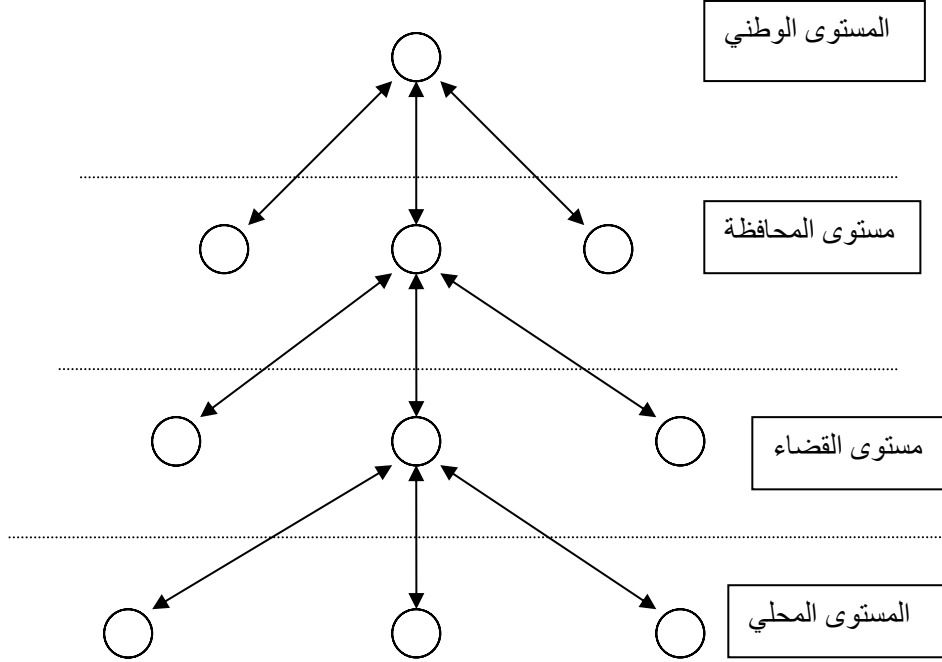 المستوى الوطني
مستوى المحافظة
مستوى القضاء
المستوى المحلي